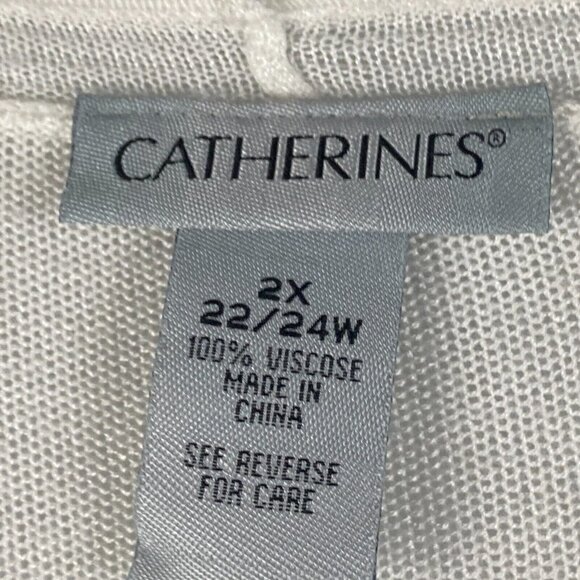 CATHERINES®
2X
22/24W
100% VISCOSE
MADE IN
CHINA
SEE REVERSE
FOR CARE